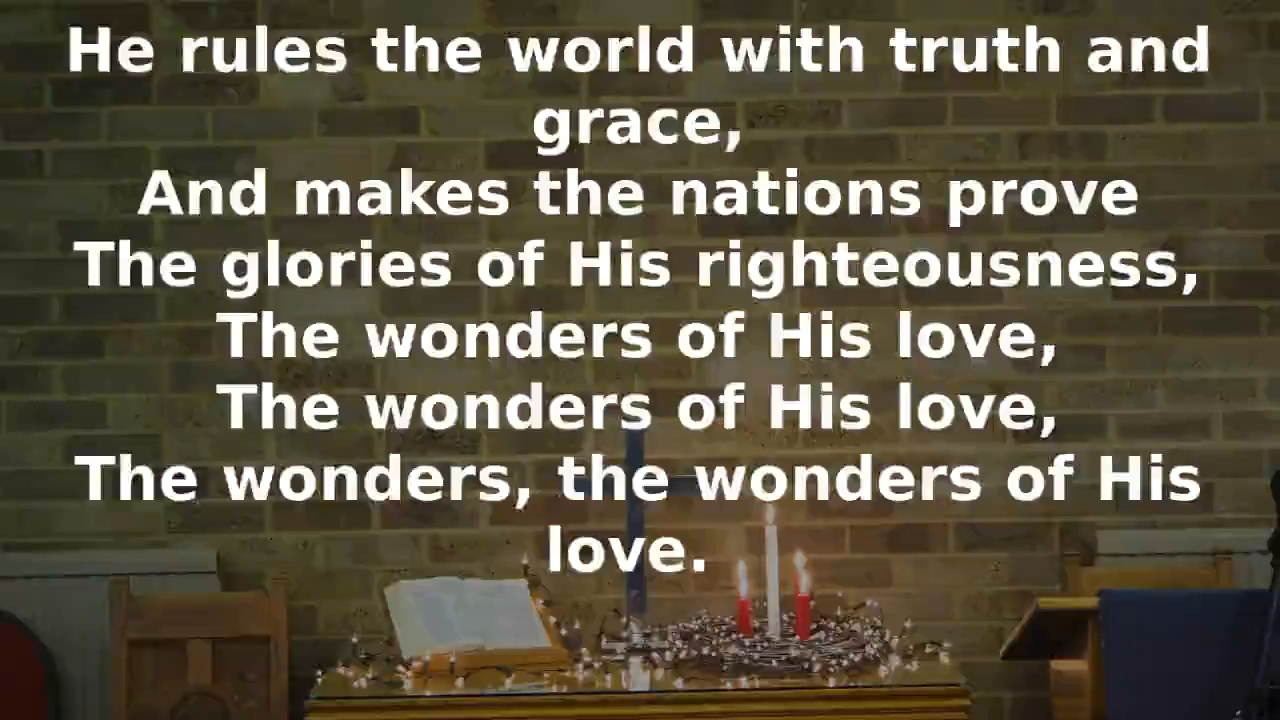 He rules the world with truth and
grace,
And makes the nations prove
The glories of His righteousness,
The wonders of His love,
The wonders of His love,
The wonders, the wonders of His
love.